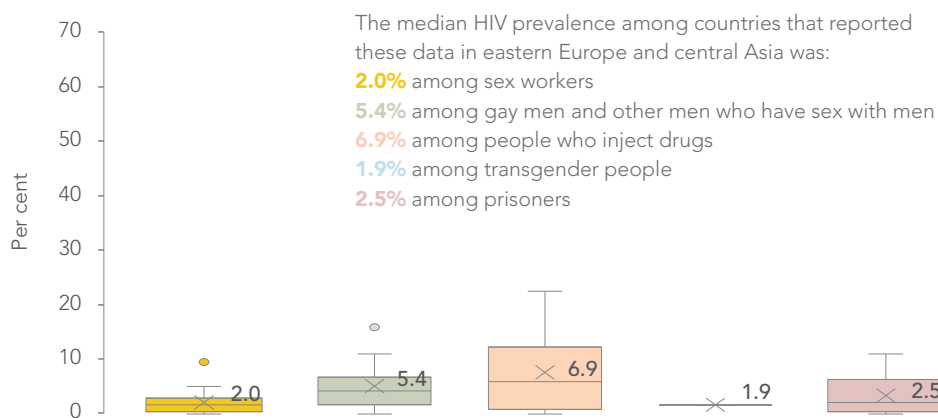 The median HIV prevalence among countries that reported
these data in eastern Europe and central Asia was:
2.0% among sex workers
5.4% among gay men and other men who have sex with men
6.9% among people who inject drugs
1.9% among transgender people
2.5% among prisoners
Per cent
70
60
50
40
30
20
10
0
2.0
5.4
6.9
1.9
2.5